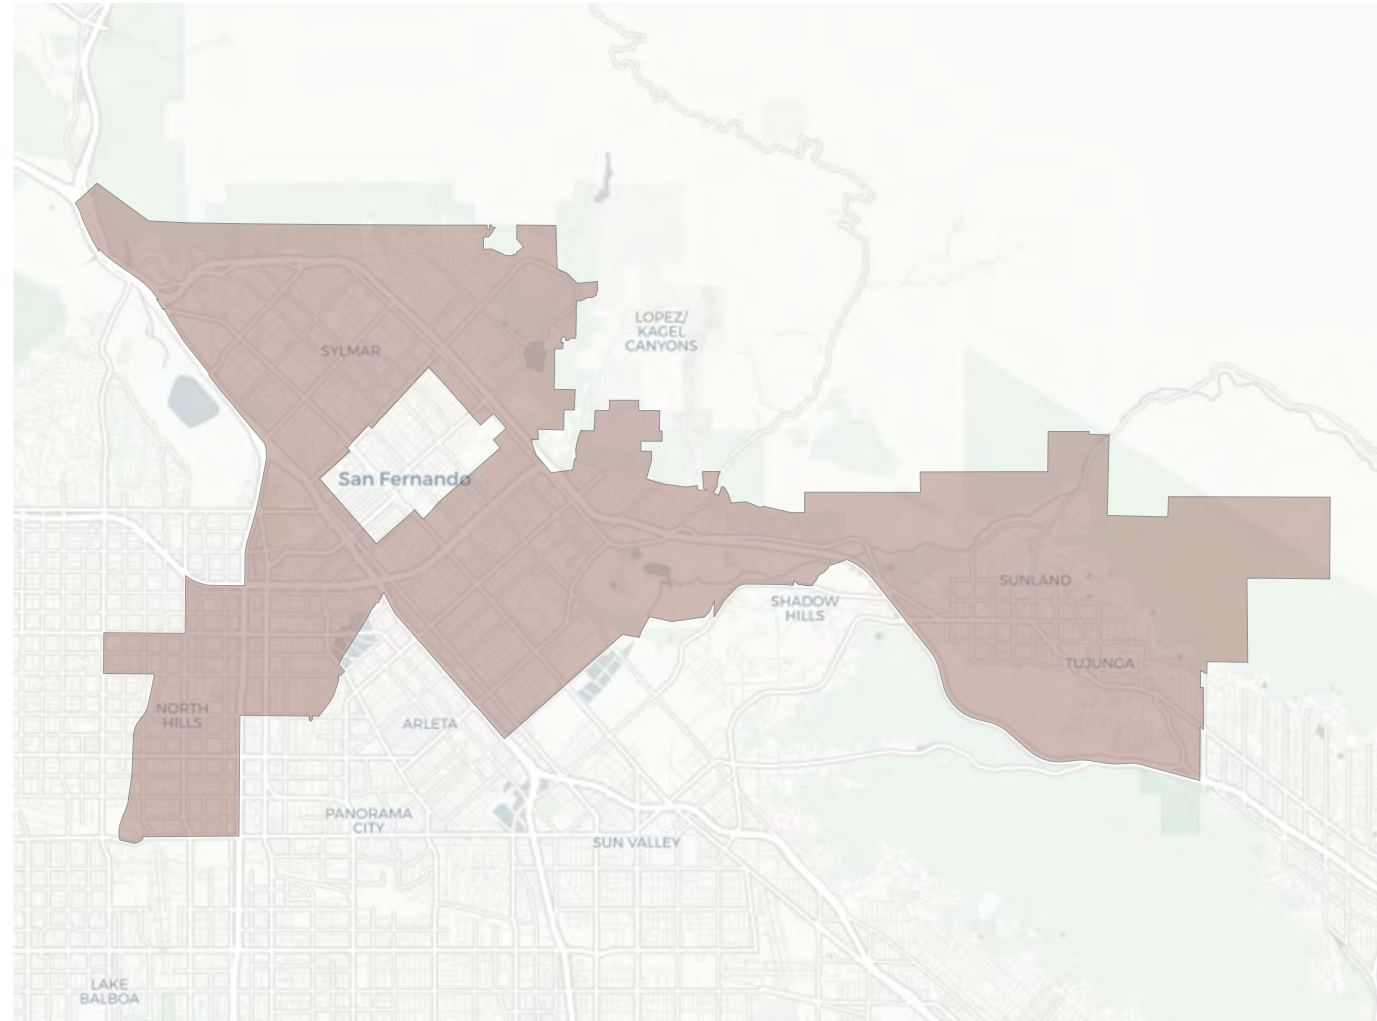 LOPEZ/
KAGEL
CANYONS
SYLMAR
San Fernando
SUNLAND
SHADOW
HILLS
TUJUNGA
NORTH
HILLS
ARLETA
PANORAMA
CITY
SUN VALLEY
LAKE
BALBOA